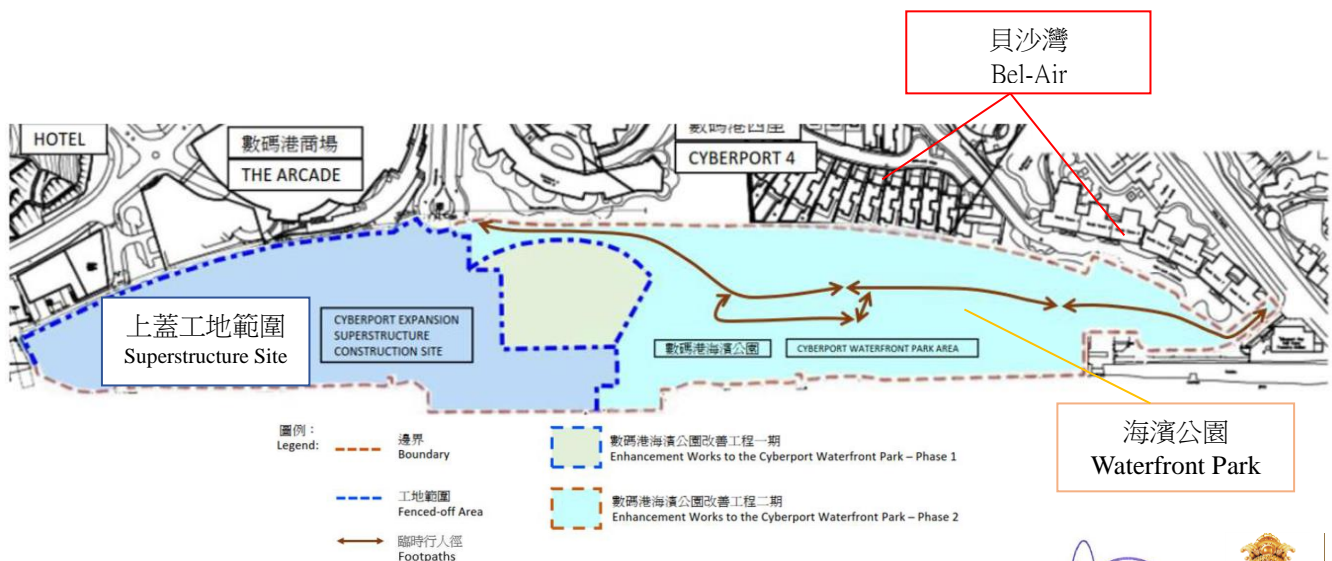 貝沙灣
Bel-Air
HOTEL
數碼港商場
THE ARCADE
數碼港四座
CYBERPORT 4
上蓋工地範圍
Superstructure Site
CYBERPORT EXPANSION
SUPERSTRUCTURE
CONSTRUCTION SITE
數碼港海濱公園
CYBERPORT WATERFRONT PARK AREA
海濱公園
Waterfront Park
圖例：
Legend:
邊界
Boundary
工地範圍
Fenced-off Area
臨時行人徑
Footpaths
數碼港海濱公園改善工程一期
Enhancement Works to the Cyberport Waterfront Park – Phase 1
數碼港海濱公園改善工程二期
Enhancement Works to the Cyberport Waterfront Park – Phase 2